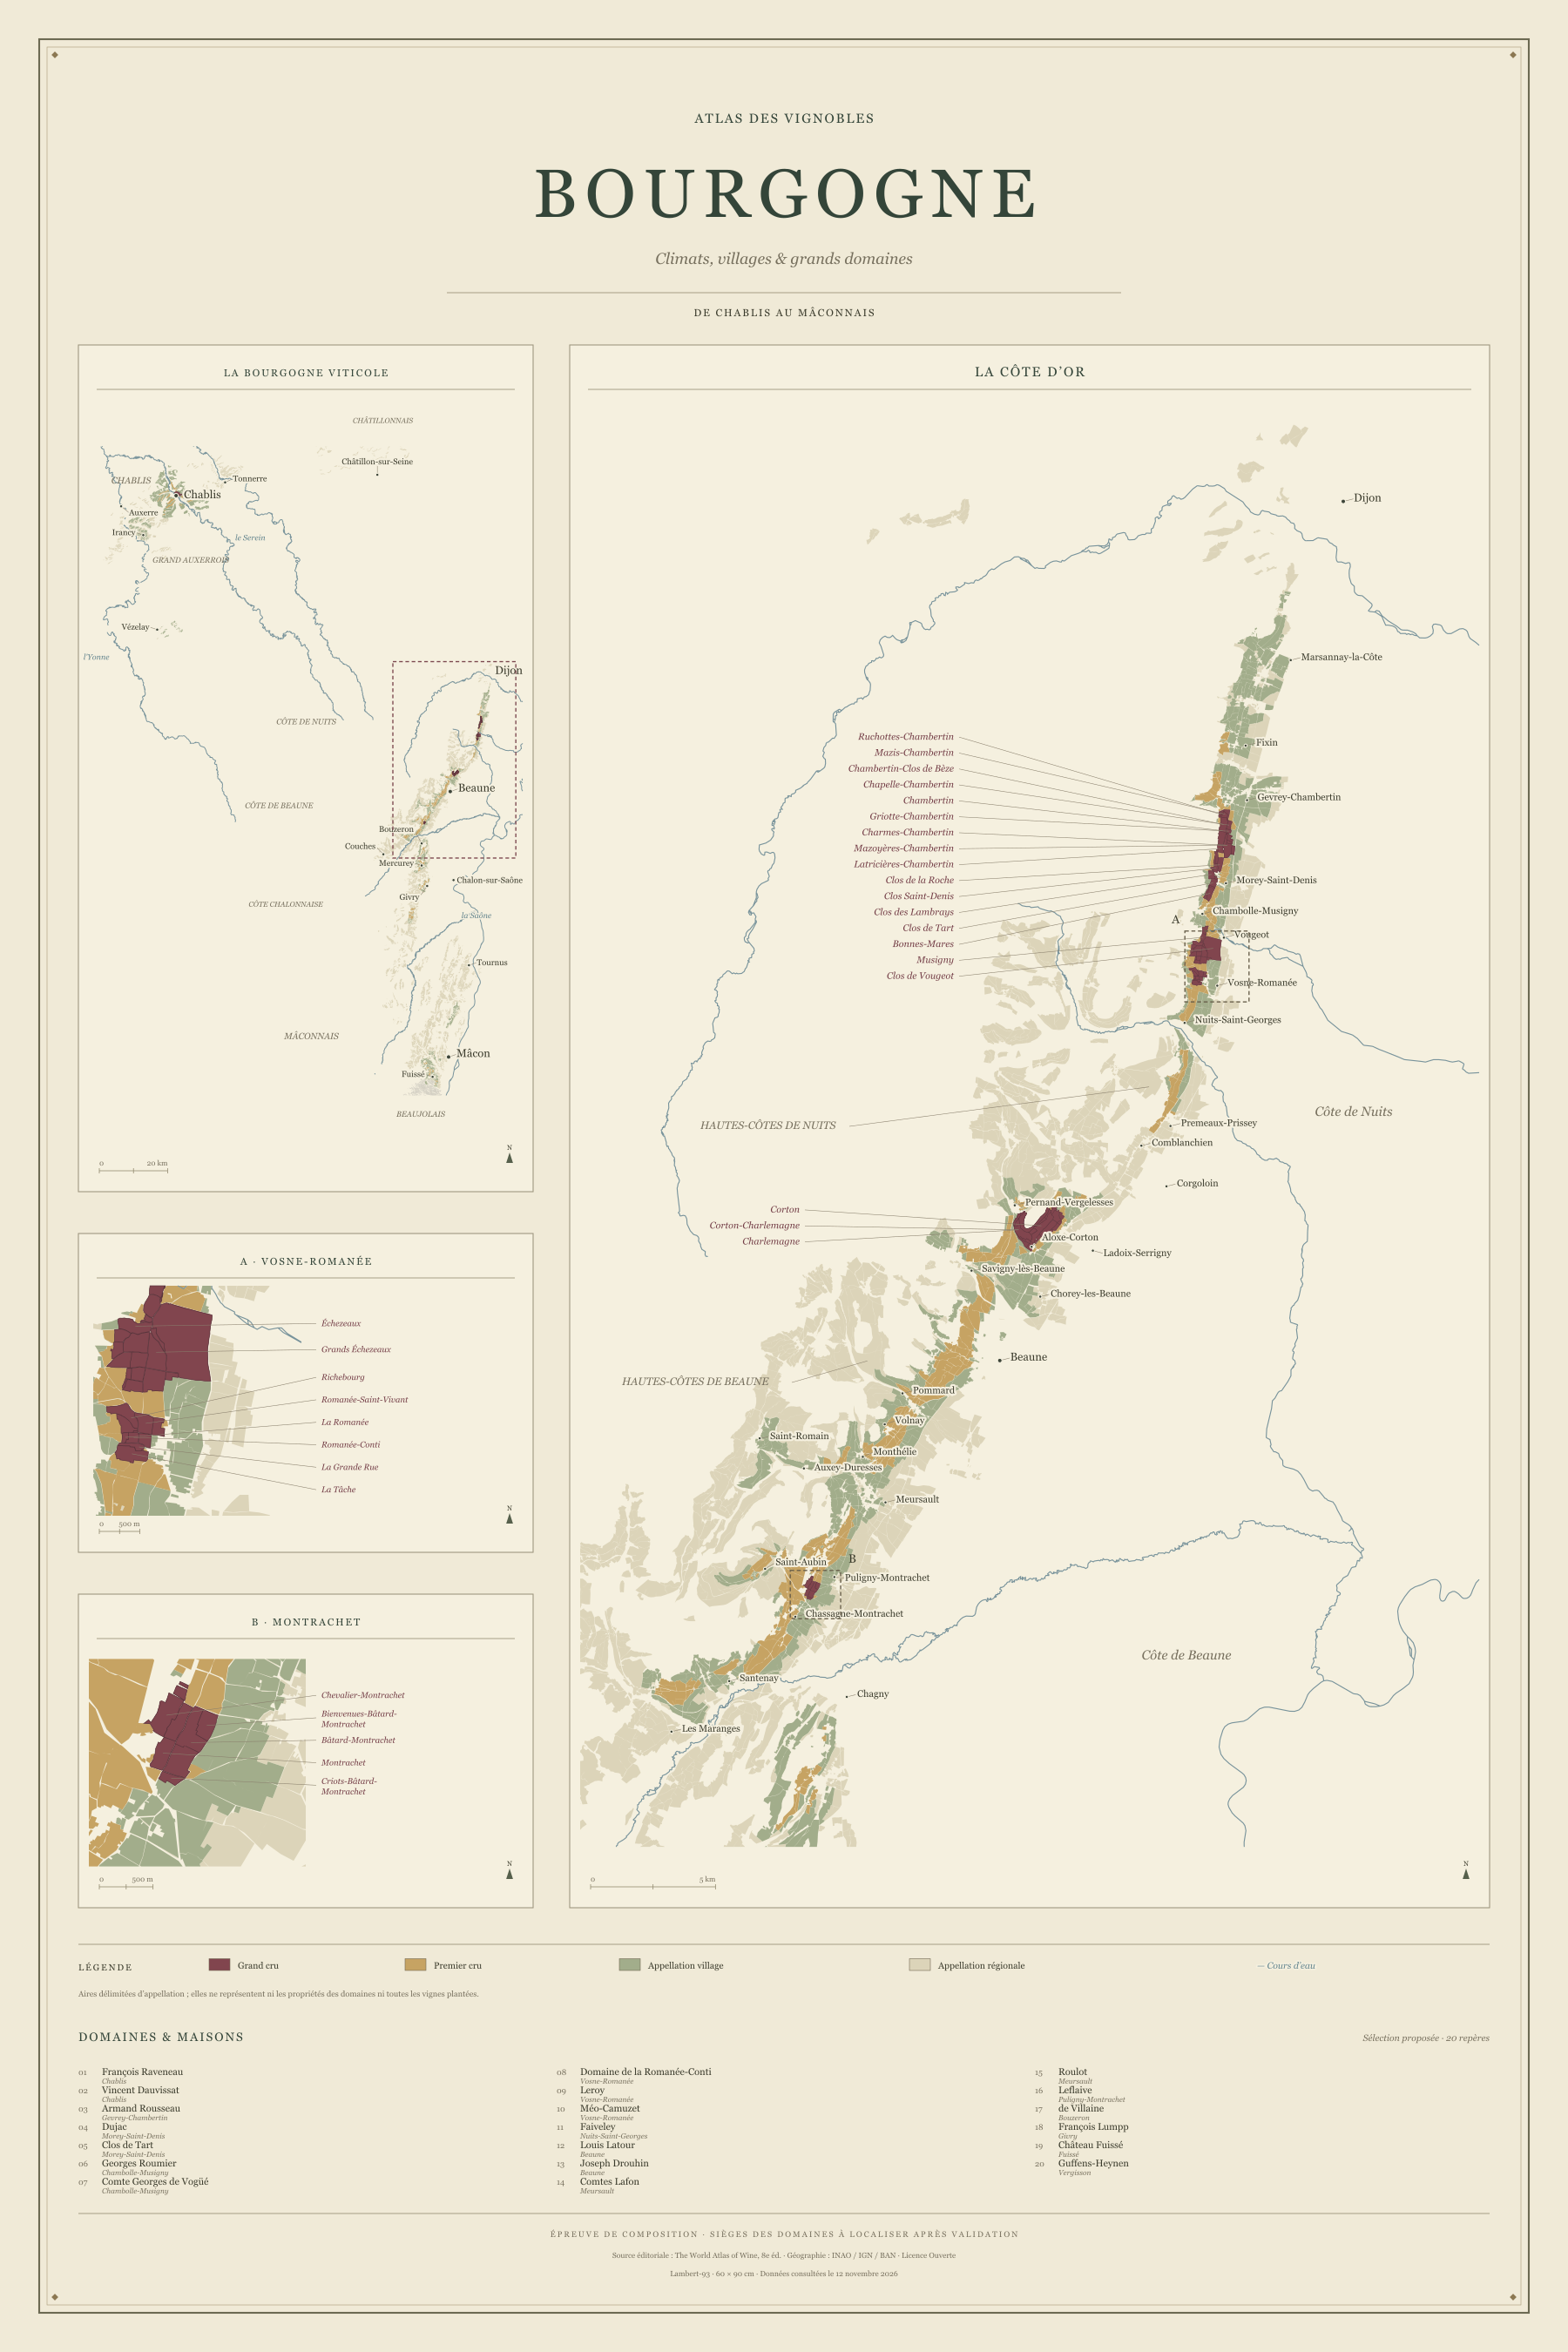 ATLAS DES VIGNOBLES
BOURGOGNE
Climats, villages & grands domaines
DE CHABLIS AU MÂCONNAIS
LA BOURGOGNE VITICOLE
CHÂTILLONNAIS
Châtillon-sur-Seine
CHABLIS
Tonnerre
Chablis
Auxerre
Irancy
le Serein
GRAND AUXERROIS
Vézelay
l'Yonne
Dijon
CÔTE DE NUITS
Beaune
CÔTE DE BEAUNE
Bouzeron
Couches
Mercurey
Chalon-sur-Saône
Givry
CÔTE CHALONNAISE
la Saône
Tournus
MÂCONNAIS
Mâcon
Fuissé
BEAUJOLAIS
N
0 20 km
A · VOSNE-ROMANÉE
Échezeaux
Grands Échezeaux
Richebourg
Romanée-Saint-Vivant
La Romanée
Romanée-Conti
La Grande Rue
La Tâche
N
0 500 m
B · MONTRACHET
Chevalier-Montrachet
Bienvenues-Bâtard-
Montrachet
Bâtard-Montrachet
Montrachet
Criots-Bâtard-
Montrachet
N
0 500 m
LA CÔTE D'OR
Dijon
Marsannay-la-Côte
Fixin
Gevrey-Chambertin
Ruchottes-Chambertin
Mazis-Chambertin
Chambertin-Clos de Bèze
Chapelle-Chambertin
Chambertin
Griotte-Chambertin
Charmes-Chambertin
Mazoyères-Chambertin
Latricières-Chambertin
Clos de la Roche
Clos Saint-Denis
Clos des Lambrays
Clos de Tart
Bonnes-Mares
Musigny
Clos de Vougeot
Morey-Saint-Denis
Chambolle-Musigny
A
Vougeot
Vosne-Romanée
Nuits-Saint-Georges
Côte de Nuits
HAUTES-CÔTES DE NUITS
Premeaux-Prissey
Comblanchien
Corgoloin
Pernand-Vergelesses
Corton
Corton-Charlemagne
Charlemagne
Aloxe-Corton
Ladoix-Serrigny
Savigny-lès-Beaune
Chorey-les-Beaune
Beaune
HAUTES-CÔTES DE BEAUNE
Pommard
Volnay
Saint-Romain
Monthélie
Auxey-Duresses
Meursault
B
Saint-Aubin
Puligny-Montrachet
Chassagne-Montrachet
Côte de Beaune
Santenay
Chagny
Les Maranges
N
0 5 km
LÉGENDE
Grand cru
Premier cru
Appellation village
Appellation régionale
— Cours d'eau
Aires délimitées d'appellation ; elles ne représentent ni les propriétés des domaines ni toutes les vignes plantées.
DOMAINES & MAISONS
Sélection proposée · 20 repères
01 François Raveneau
Chablis
02 Vincent Dauvissat
Chablis
03 Armand Rousseau
Gevrey-Chambertin
04 Dujac
Morey-Saint-Denis
05 Clos de Tart
Morey-Saint-Denis
06 Georges Roumier
Chambolle-Musigny
07 Comte Georges de Vogüé
Chambolle-Musigny
08 Domaine de la Romanée-Conti
Vosne-Romanée
09 Leroy
Vosne-Romanée
10 Méo-Camuzet
Vosne-Romanée
11 Faiveley
Nuits-Saint-Georges
12 Louis Latour
Beaune
13 Joseph Drouhin
Beaune
14 Comtes Lafon
Meursault
15 Roulot
Meursault
16 Leflaive
Puligny-Montrachet
17 de Villaine
Bouzeron
18 François Lumpp
Givry
19 Château Fuissé
Fuissé
20 Guffens-Heynen
Vergisson
ÉPREUVE DE COMPOSITION · SIÈGES DES DOMAINES À LOCALISER APRÈS VALIDATION
Source éditoriale : The World Atlas of Wine, 8e éd. · Géographie : INAO / IGN / BAN · Licence Ouverte
Lambert-93 · 60 × 90 cm · Données consultées le 12 novembre 2026